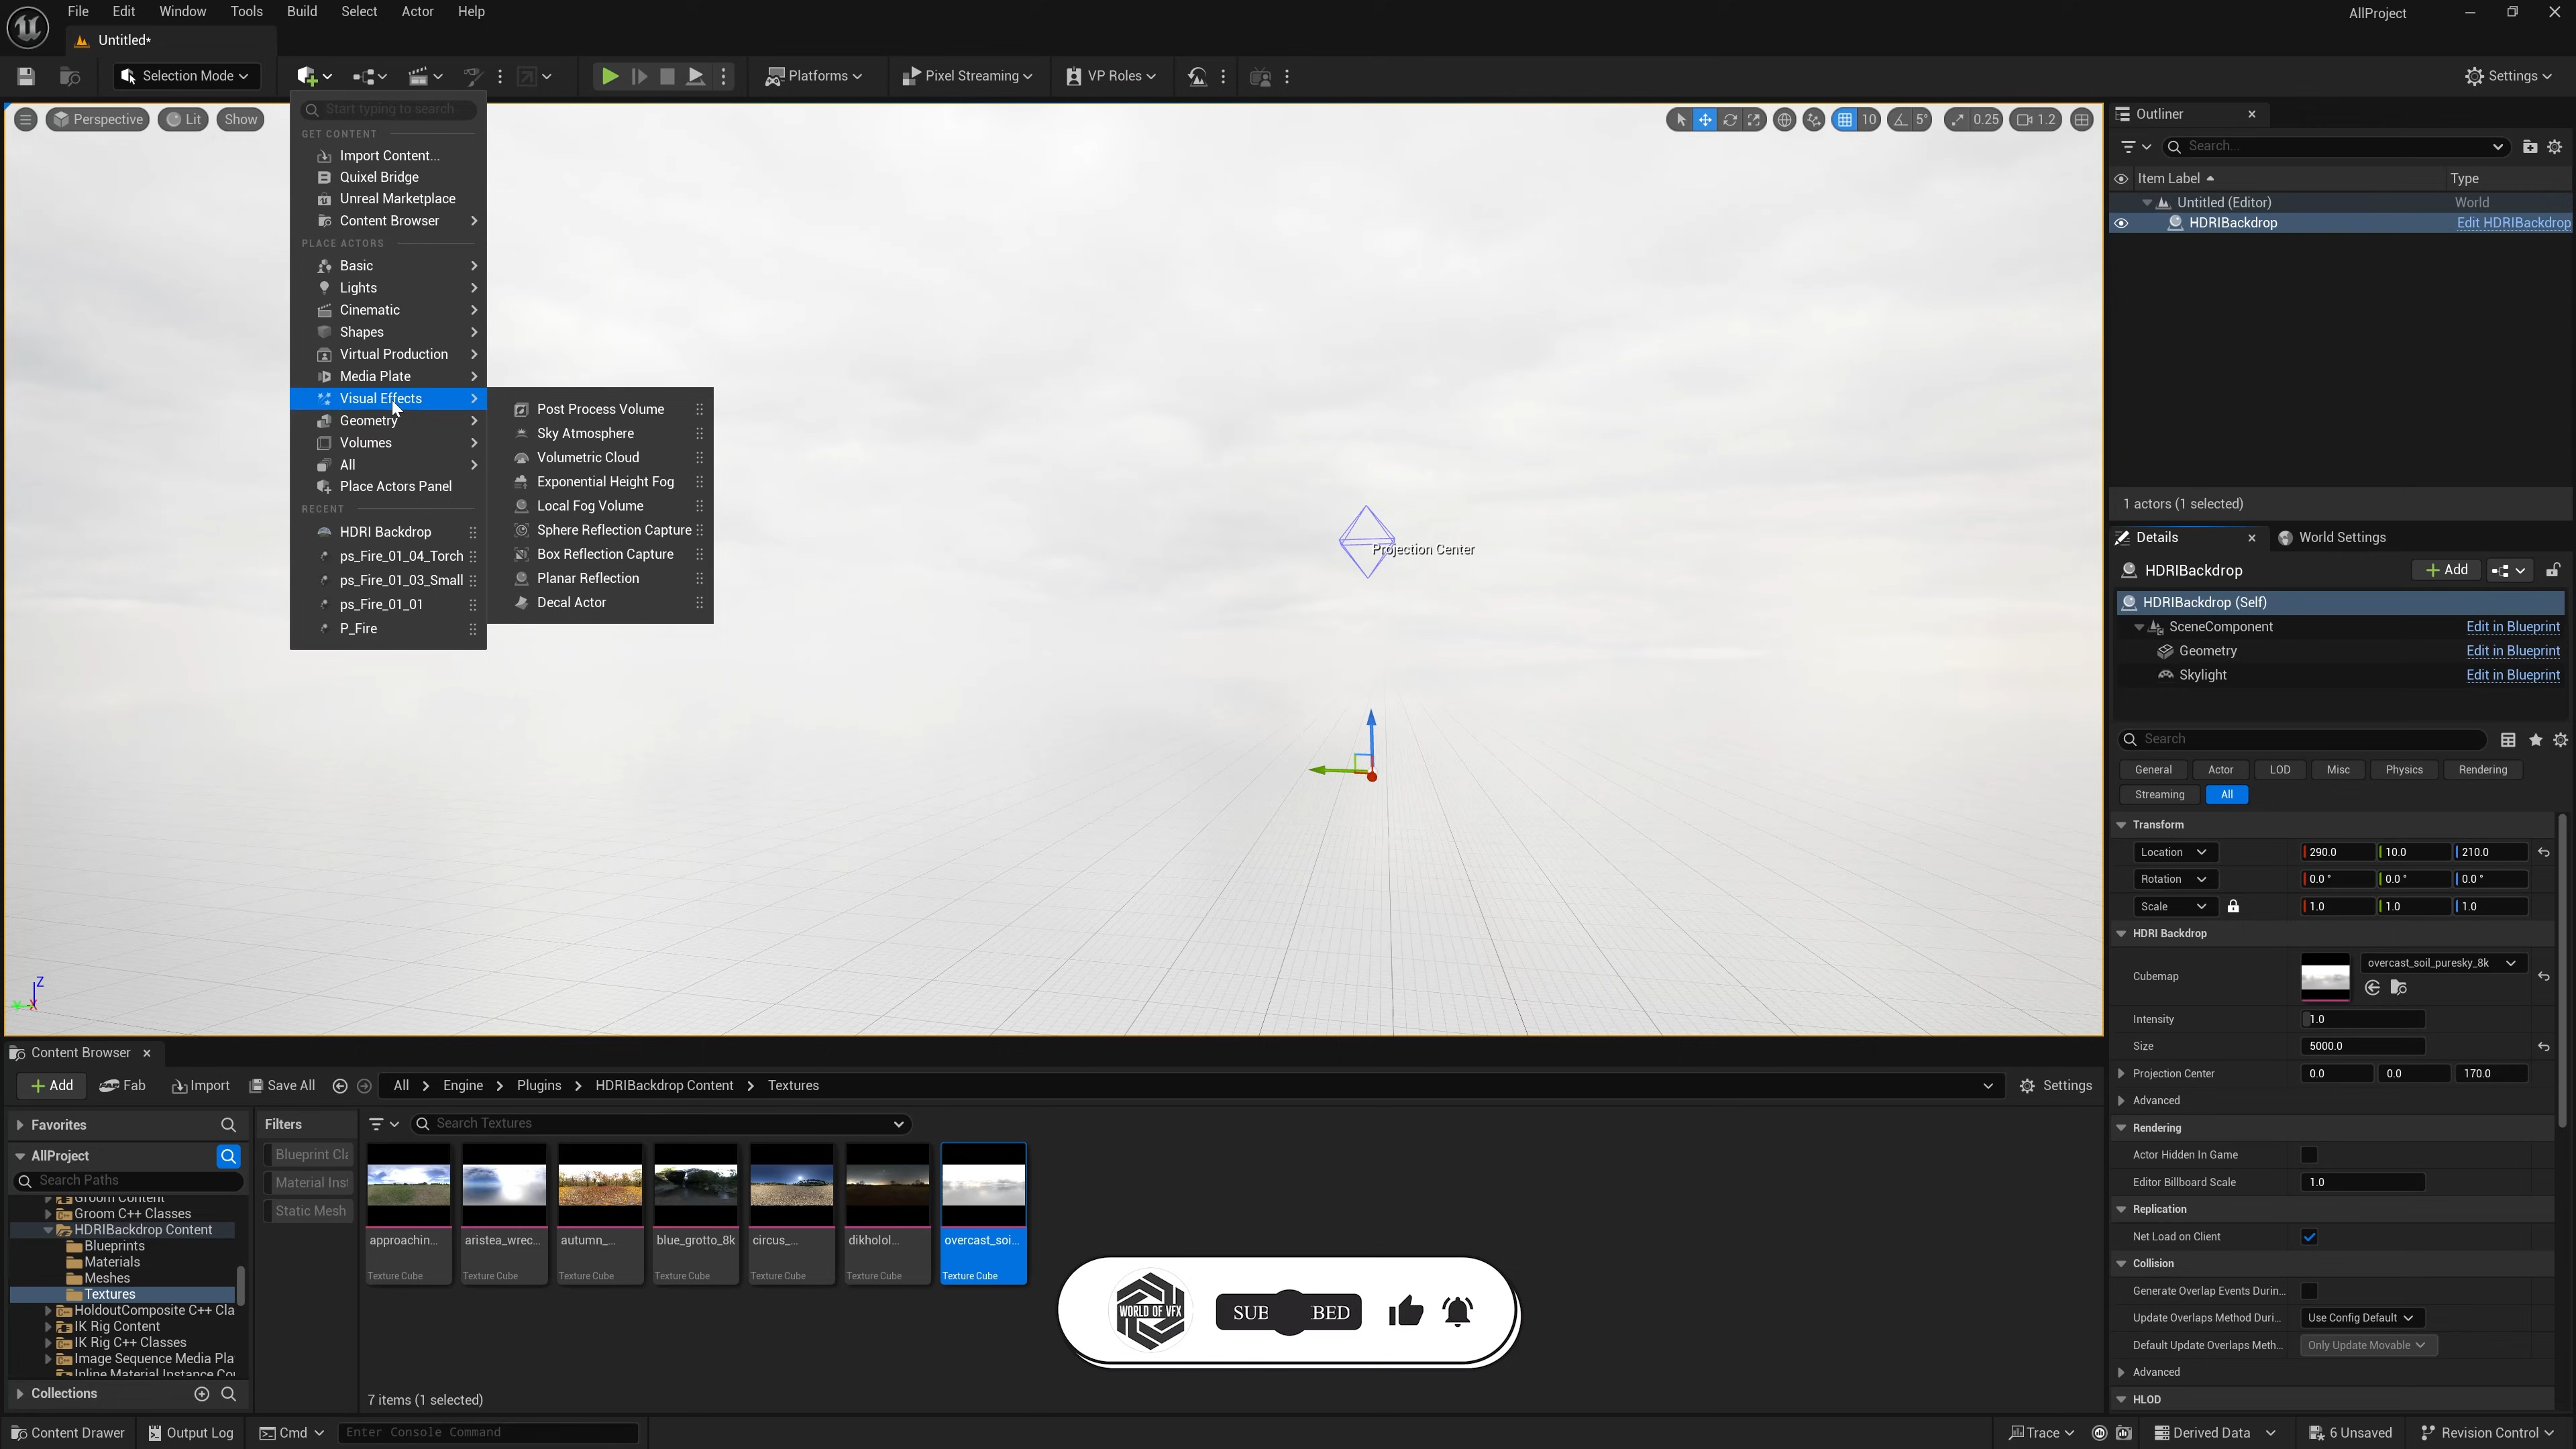 File Edit Window Tools Build Select Actor Help
AllProject
Untitled*
Selection Mode
Platforms
Pixel Streaming
VP Roles
Settings
Perspective
Lit
Show
10
5°
0.25
1.2
Start typing to search
GET CONTENT
Import Content...
Quixel Bridge
Unreal Marketplace
Content Browser
PLACE ACTORS
Basic
Lights
Cinematic
Shapes
Virtual Production
Media Plate
Visual Effects
Geometry
Volumes
All
Place Actors Panel
RECENT
HDRI Backdrop
ps_Fire_01_04_Torch
ps_Fire_01_03_Small
ps_Fire_01_01
P_Fire
Post Process Volume
Sky Atmosphere
Volumetric Cloud
Exponential Height Fog
Local Fog Volume
Sphere Reflection Capture
Box Reflection Capture
Planar Reflection
Decal Actor
Projection Center
Z
Y
X
Outliner
Search...
Item Label Type
Untitled (Editor) World
HDRIBackdrop Edit HDRIBackdrop
1 actors (1 selected)
Details
World Settings
HDRIBackdrop
Add
HDRIBackdrop (Self)
SceneComponent Edit in Blueprint
Geometry Edit in Blueprint
Skylight Edit in Blueprint
Search
General Actor LOD Misc Physics Rendering
Streaming All
Transform
Location 290.0 10.0 210.0
Rotation 0.0 ° 0.0 ° 0.0 °
Scale 1.0 1.0 1.0
HDRI Backdrop
Cubemap overcast_soil_puresky_8k
Intensity 1.0
Size 5000.0
Projection Center 0.0 0.0 170.0
Advanced
Rendering
Actor Hidden In Game
Editor Billboard Scale 1.0
Replication
Net Load on Client
Collision
Generate Overlap Events Durin...
Update Overlaps Method Duri... Use Config Default
Default Update Overlaps Meth... Only Update Movable
Advanced
HLOD
Content Browser
Add Fab Import Save All All Engine Plugins HDRIBackdrop Content Textures Settings
Favorites
AllProject
Search Paths
Groom Content
Groom C++ Classes
HDRIBackdrop Content
Blueprints
Materials
Meshes
Textures
HoldoutComposite C++ Cla
IK Rig Content
IK Rig C++ Classes
Image Sequence Media Pla
Collections
Filters
Blueprint Cla
Material Inst
Static Mesh
Search Textures
approachin... aristea_wrec... autumn_... blue_grotto_8k circus_... dikholol... overcast_soi...
Texture Cube Texture Cube Texture Cube Texture Cube Texture Cube Texture Cube Texture Cube
7 items (1 selected)
WORLD OF VFX
SUB BED
Content Drawer Output Log Cmd Enter Console Command
Trace Derived Data 6 Unsaved Revision Control